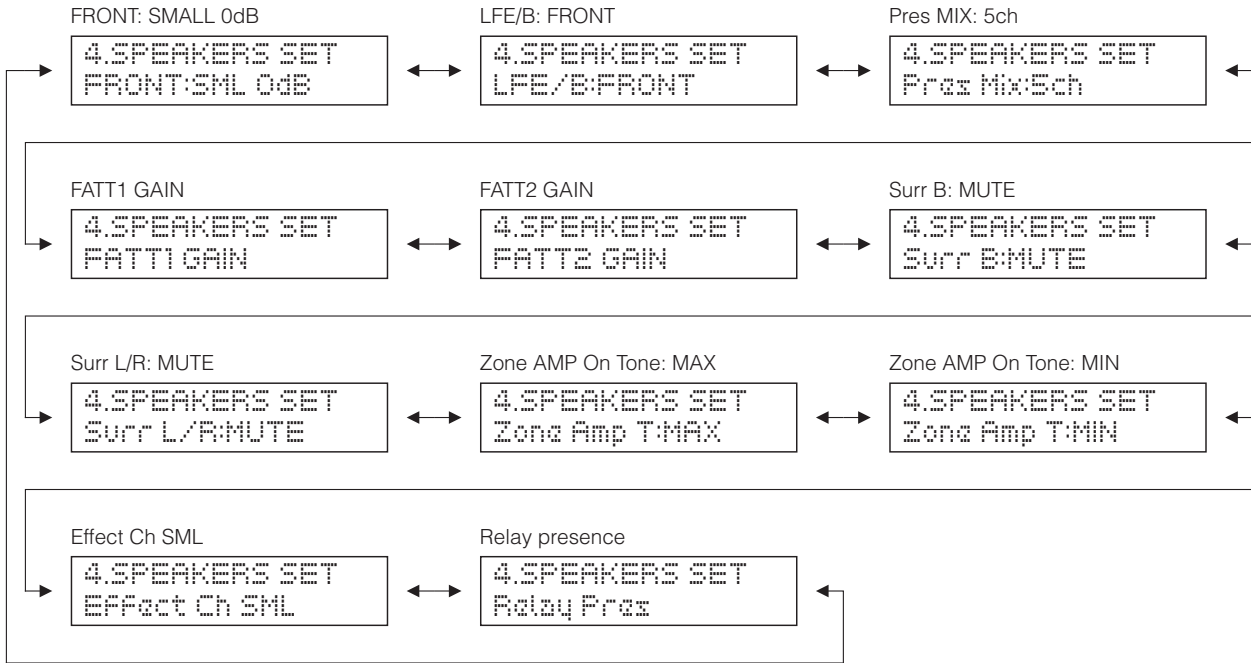 FRONT: SMALL 0dB
4.SPEAKERS SET
FRONT:SML 0dB
LFE/B: FRONT
4.SPEAKERS SET
LFE/B:FRONT
Pres MIX: 5ch
4.SPEAKERS SET
Pres Mix:5ch
FATT1 GAIN
4.SPEAKERS SET
FATT1 GAIN
FATT2 GAIN
4.SPEAKERS SET
FATT2 GAIN
Surr B: MUTE
4.SPEAKERS SET
Surr B:MUTE
Surr L/R: MUTE
4.SPEAKERS SET
Surr L/R:MUTE
Zone AMP On Tone: MAX
4.SPEAKERS SET
Zone Amp T:MAX
Zone AMP On Tone: MIN
4.SPEAKERS SET
Zone Amp T:MIN
Effect Ch SML
4.SPEAKERS SET
Effect Ch SML
Relay presence
4.SPEAKERS SET
Relay Pres